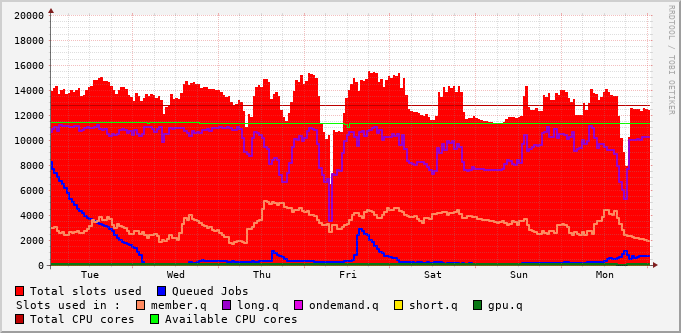 20000
18000
16000
14000
12000
10000
8000
6000
4000
2000
0
Tue Wed Thu Fri Sat Sun Mon
RRDTOOL / TOBI OETIKER
Total slots used Queued Jobs
Slots used in : member.q long.q ondemand.q short.q gpu.q
Total CPU cores Available CPU cores